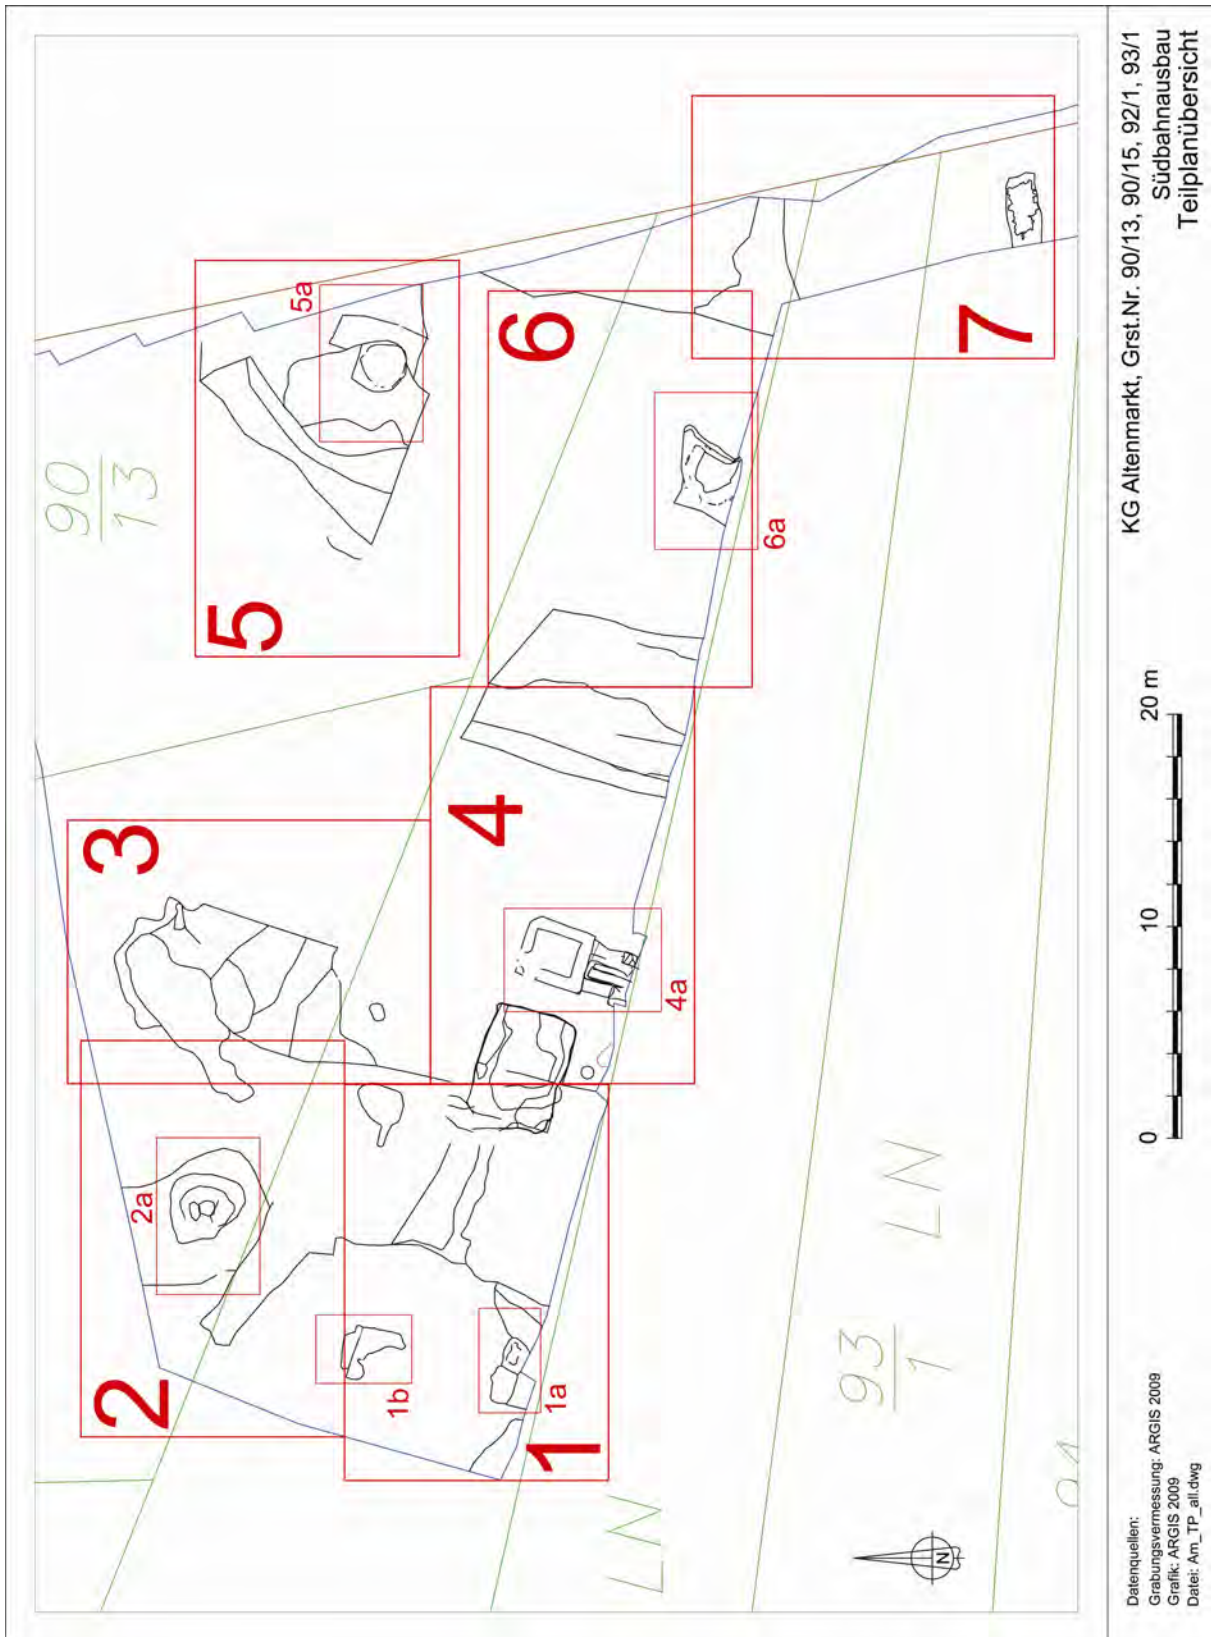 90
13
5
5a
3
6
7
2a
4
6a
2
4a
1b
1a
1
93
1
LN
LN
N
0
10
20 m
KG Altenmarkt, Grst.Nr. 90/13, 90/15, 92/1, 93/1
Südbahnausbau
Teilplanübersicht
Datenquellen:
Grabungsvermessung: ARGIS 2009
Grafik: ARGIS 2009
Datei: Am_TP_all.dwg